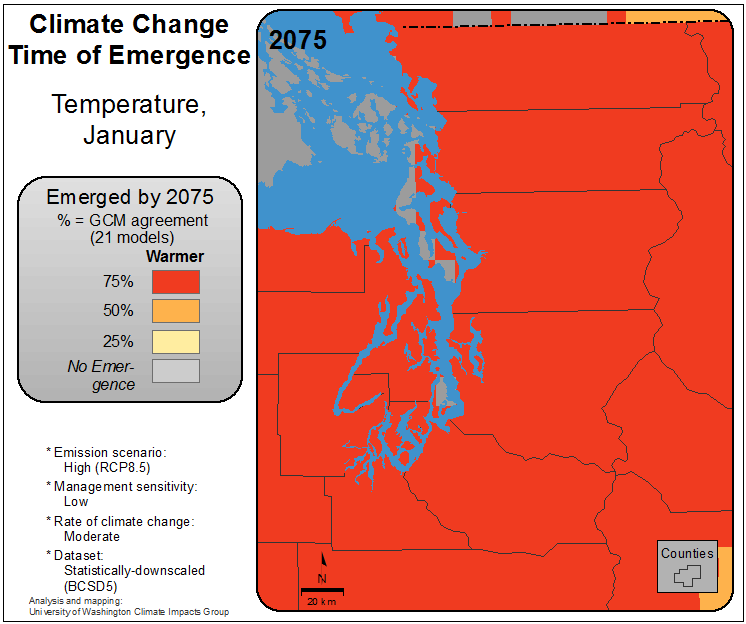 Climate Change
Time of Emergence
Temperature,
January
Emerged by 2075
% = GCM agreement
(21 models)
Warmer
75%
50%
25%
No Emer-
gence
* Emission scenario:
High (RCP8.5)
* Management sensitivity:
Low
* Rate of climate change:
Moderate
* Dataset:
Statistically-downscaled
(BCSD5)
Analysis and mapping:
University of Washington Climate Impacts Group
2075
N
20 km
Counties